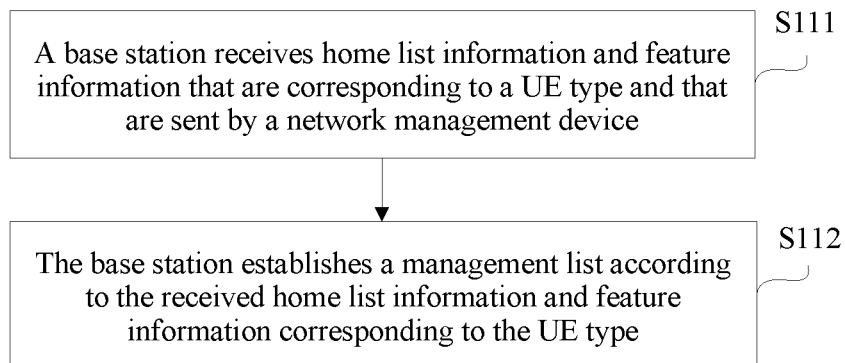 S111
A base station receives home list information and feature
information that are corresponding to a UE type and that
are sent by a network management device
S112
The base station establishes a management list according
to the received home list information and feature
information corresponding to the UE type